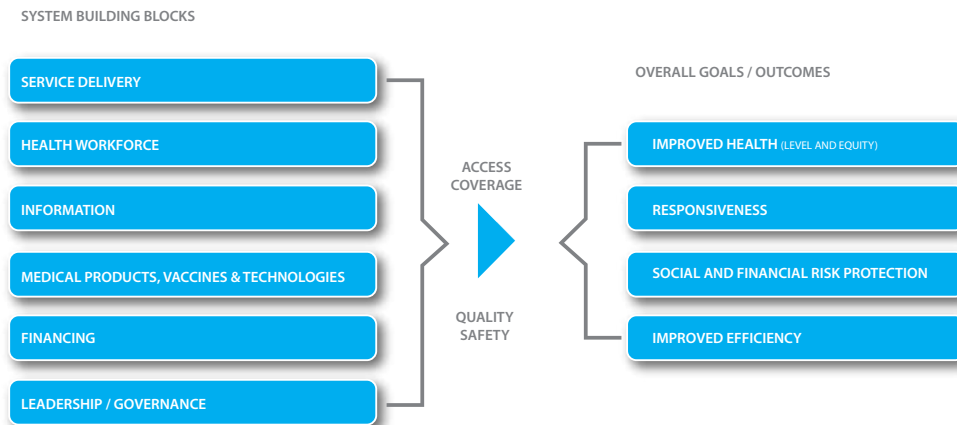 SYSTEM BUILDING BLOCKS
SERVICE DELIVERY
HEALTH WORKFORCE
INFORMATION
MEDICAL PRODUCTS, VACCINES & TECHNOLOGIES
FINANCING
LEADERSHIP / GOVERNANCE
ACCESS
COVERAGE
QUALITY
SAFETY
OVERALL GOALS / OUTCOMES
IMPROVED HEALTH (LEVEL AND EQUITY)
RESPONSIVENESS
SOCIAL AND FINANCIAL RISK PROTECTION
IMPROVED EFFICIENCY